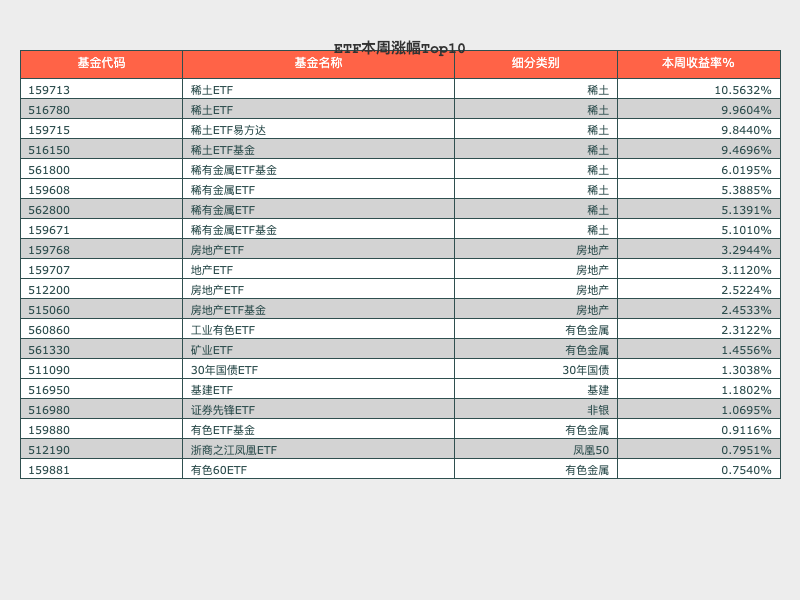 ETF本周涨幅Top10
基金代码 基金名称 细分类别 本周收益率%
159713 稀土ETF 稀土 10.5632%
516780 稀土ETF 稀土 9.9604%
159715 稀土ETF易方达 稀土 9.8440%
516150 稀土ETF基金 稀土 9.4696%
561800 稀有金属ETF基金 稀土 6.0195%
159608 稀有金属ETF 稀土 5.3885%
562800 稀有金属ETF 稀土 5.1391%
159671 稀有金属ETF基金 稀土 5.1010%
159768 房地产ETF 房地产 3.2944%
159707 地产ETF 房地产 3.1120%
512200 房地产ETF 房地产 2.5224%
515060 房地产ETF基金 房地产 2.4533%
560860 工业有色ETF 有色金属 2.3122%
561330 矿业ETF 有色金属 1.4556%
511090 30年国债ETF 30年国债 1.3038%
516950 基建ETF 基建 1.1802%
516980 证券先锋ETF 非银 1.0695%
159880 有色ETF基金 有色金属 0.9116%
512190 浙商之江凤凰ETF 凤凰50 0.7951%
159881 有色60ETF 有色金属 0.7540%